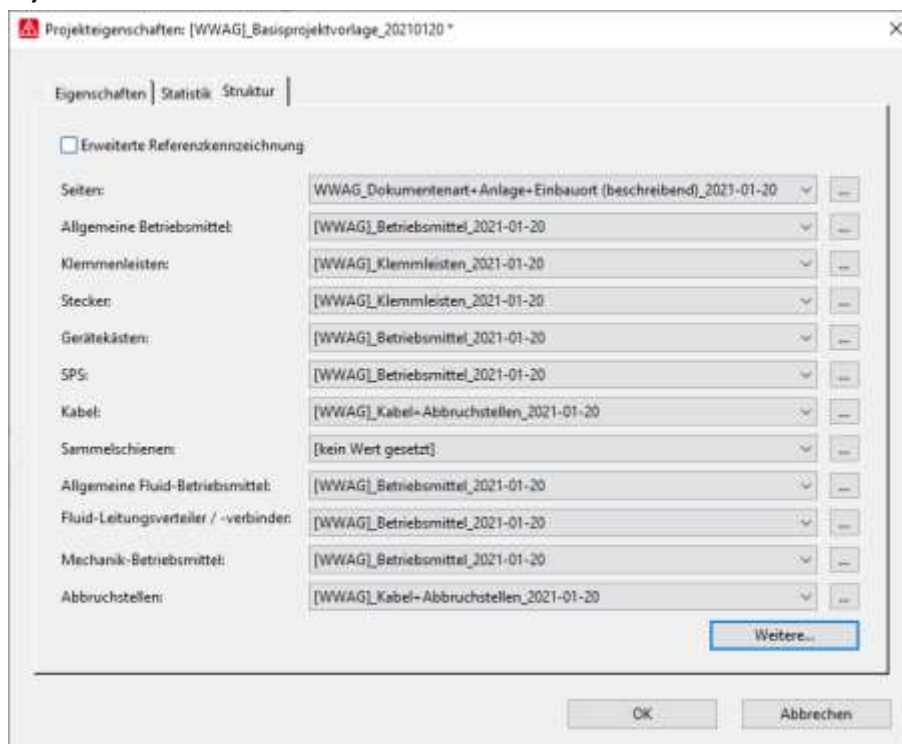 Projekteigenschaften: [WWAG]_Basisprojektvorlage_20210120 *
Eigenschaften Statistik Struktur
Erweiterte Referenzkennzeichnung
Seiten: WWAG_Dokumentenart+Anlage+Einbauort (beschreibend)_2021-01-20 ...
Allgemeine Betriebsmittel: [WWAG]_Betriebsmittel_2021-01-20 ...
Klemmenleisten: [WWAG]_Klemmleisten_2021-01-20 ...
Stecker: [WWAG]_Klemmleisten_2021-01-20 ...
Gerätekästen: [WWAG]_Betriebsmittel_2021-01-20 ...
SPS: [WWAG]_Betriebsmittel_2021-01-20 ...
Kabel: [WWAG]_Kabel+Abbruchstellen_2021-01-20 ...
Sammelschienen: [kein Wert gesetzt] ...
Allgemeine Fluid-Betriebsmittel: [WWAG]_Betriebsmittel_2021-01-20 ...
Fluid-Leitungsverteiler / -verbinder: [WWAG]_Betriebsmittel_2021-01-20 ...
Mechanik-Betriebsmittel: [WWAG]_Betriebsmittel_2021-01-20 ...
Abbruchstellen: [WWAG]_Kabel+Abbruchstellen_2021-01-20 ...
Weitere...
OK Abbrechen